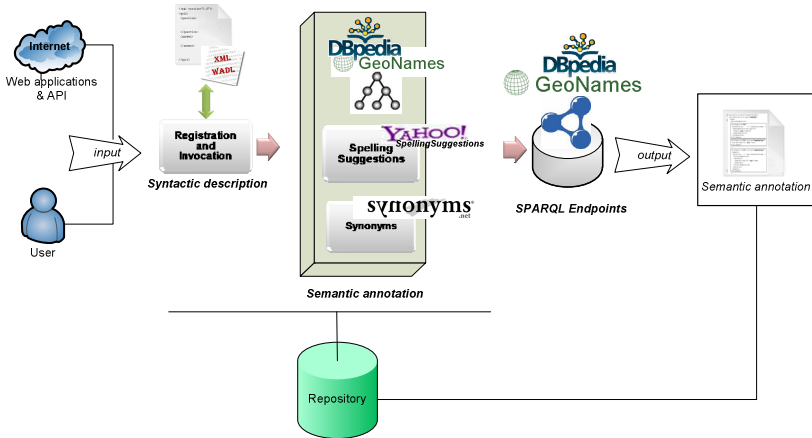 Internet
Web applications
& API
input
User
XML
WADL
Registration
and
Invocation
Syntactic description
DBpedia
GeoNames
YAHOO!
SpellingSuggestions
Spelling
Suggestions
synonyms
.net
Synonyms
Semantic annotation
DBpedia
GeoNames
SPARQL Endpoints
output
Semantic annotation
Repository